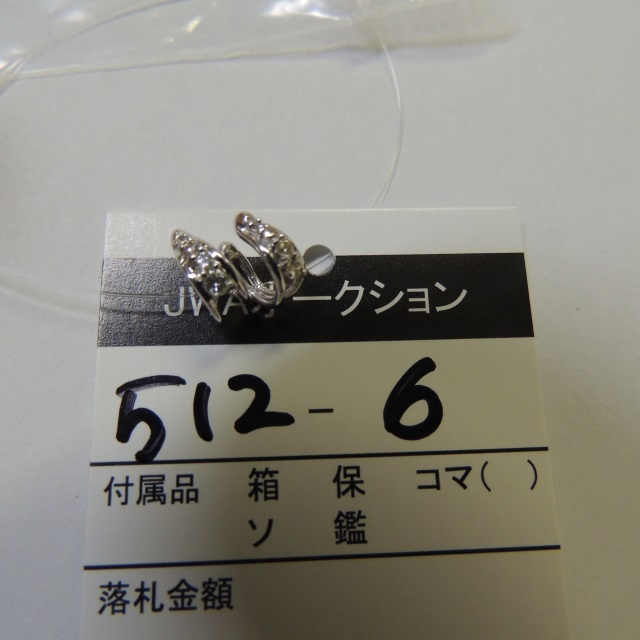 JWAオークション
512-6
付属品 箱 保 コマ( )
ソ 鑑
落札金額